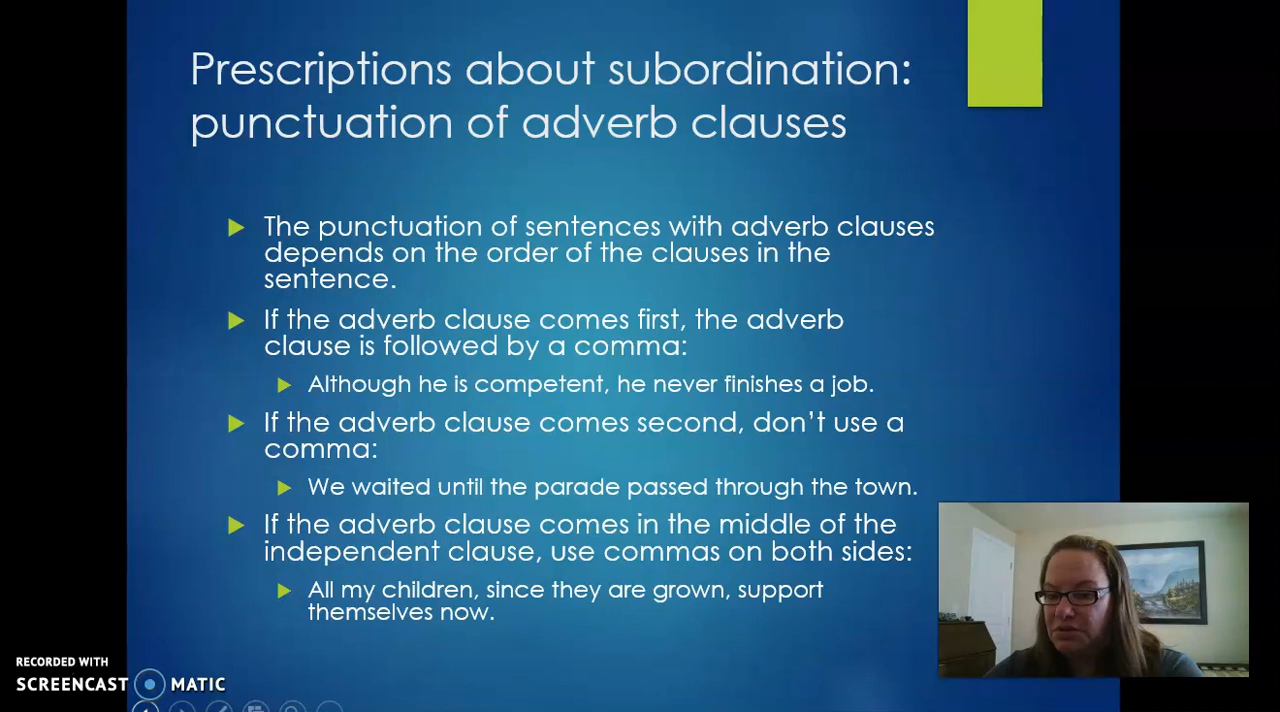 Prescriptions about subordination:
punctuation of adverb clauses
The punctuation of sentences with adverb clauses
depends on the order of the clauses in the
sentence.
If the adverb clause comes first, the adverb
clause is followed by a comma:
Although he is competent, he never finishes a job.
If the adverb clause comes second, don't use a
comma:
We waited until the parade passed through the town.
If the adverb clause comes in the middle of the
independent clause, use commas on both sides:
All my children, since they are grown, support
themselves now.
RECORDED WITH
SCREENCAST MATIC